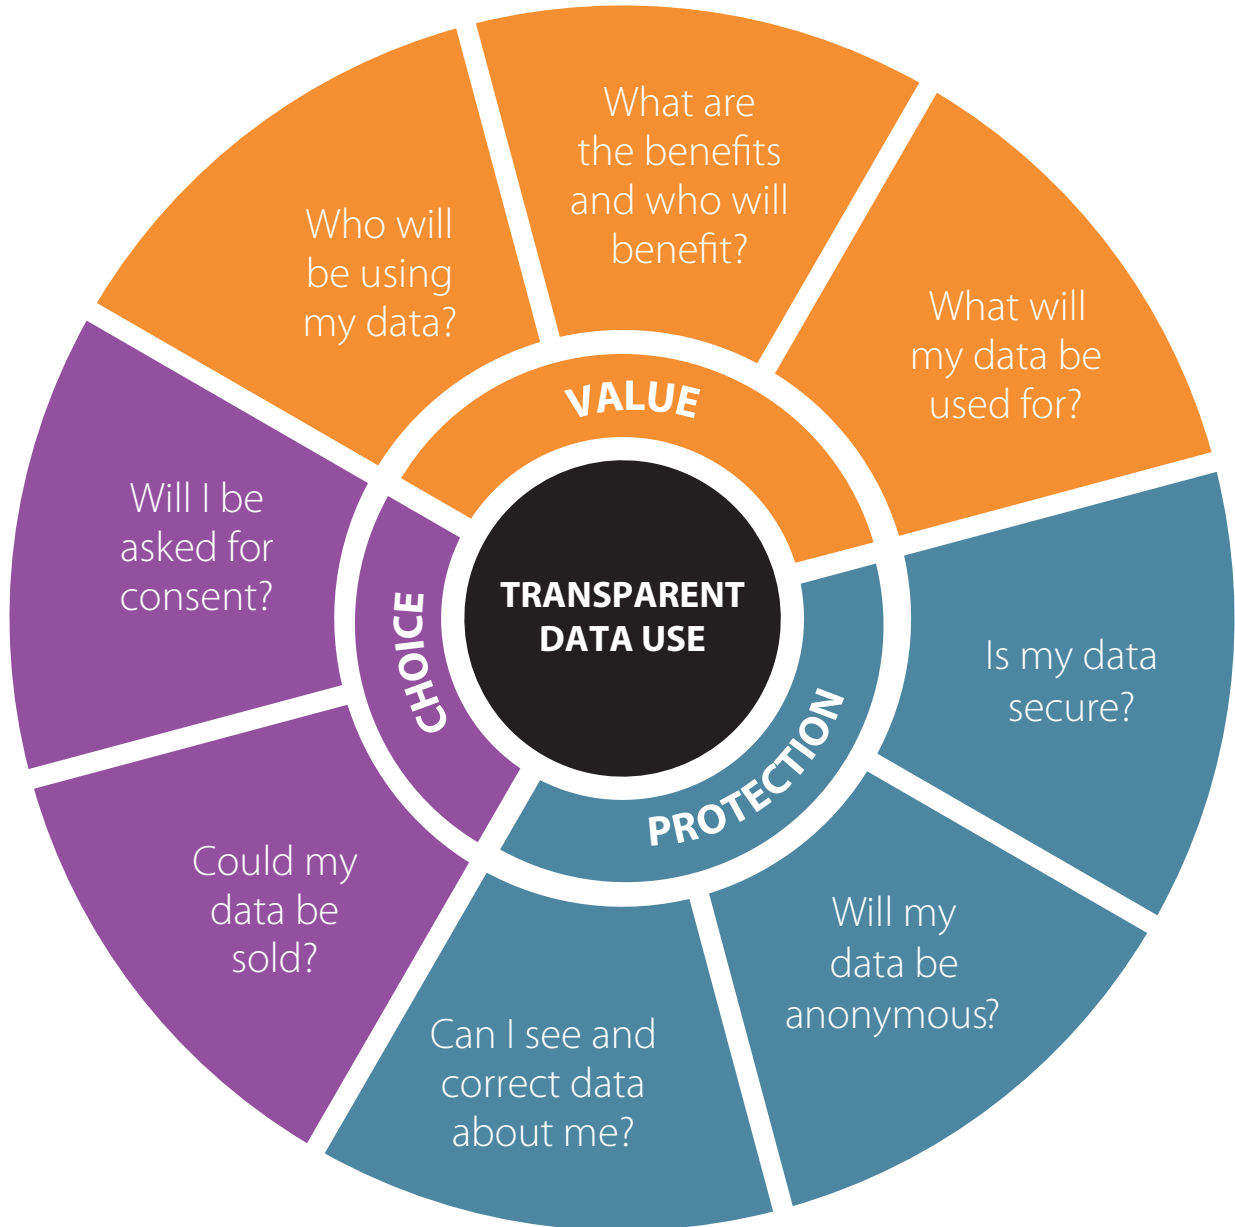 What are
the benefits
and who will
benefit?
Who will
be using
my data?
What will
my data be
used for?
VALUE
Will I be
asked for
consent?
CHOICE
TRANSPARENT
DATA USE
Is my data
secure?
PROTECTION
Could my
data be
sold?
Will my
data be
anonymous?
Can I see and
correct data
about me?